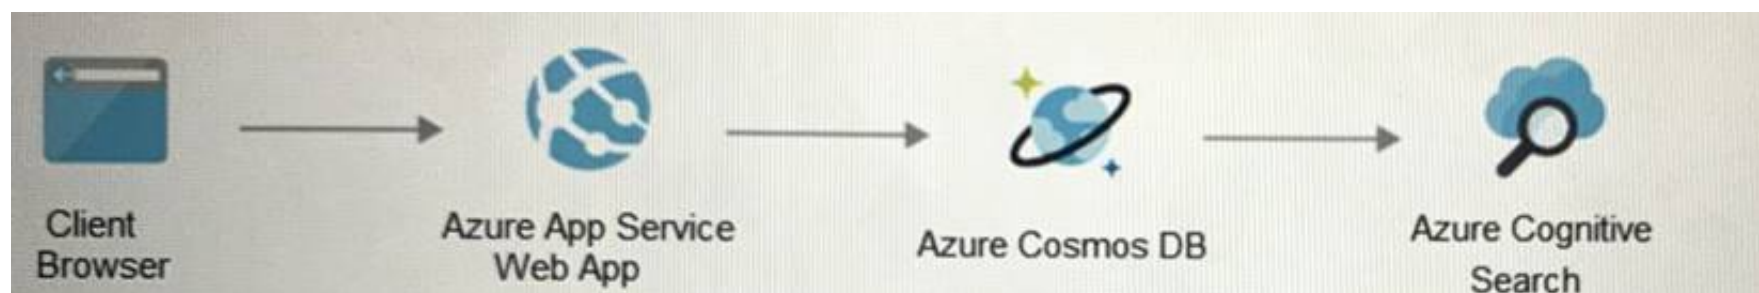 Client
Browser
Azure App Service
Web App
Azure Cosmos DB
Azure Cognitive
Search